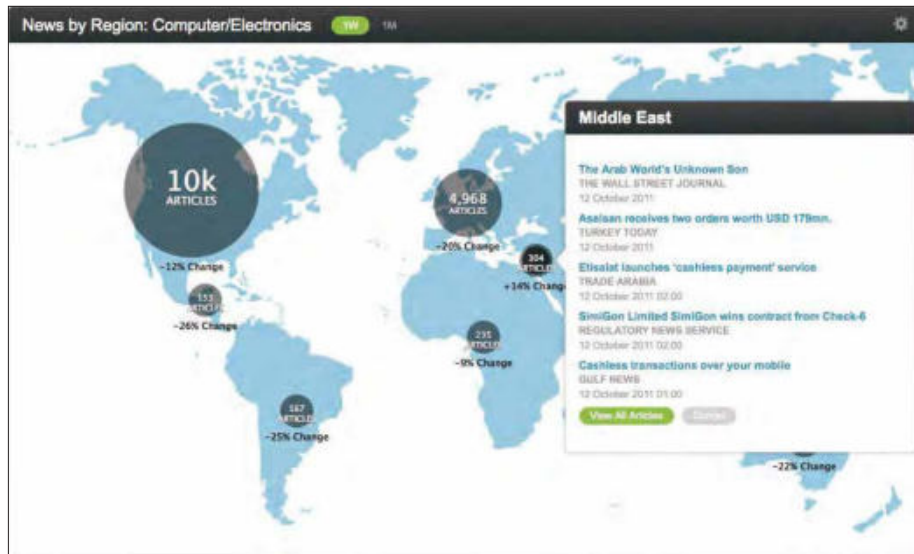 News by Region: Computer/Electronics 1W 1M
10k
ARTICLES
-12% Change
4,968
ARTICLES
-20% Change
304
ARTICLES
+14% Change
153
ARTICLES
-26% Change
235
ARTICLES
-9% Change
167
ARTICLES
-25% Change
-22% Change
Middle East
The Arab World's Unknown Son
THE WALL STREET JOURNAL
12 October 2011
Aselsan receives two orders worth USD 179mn.
TURKEY TODAY
12 October 2011
Etisalat launches 'cashless payment' service
TRADE ARABIA
12 October 2011 02:00
SimiGon Limited SimiGon wins contract from Check-6
REGULATORY NEWS SERVICE
12 October 2011 02:00
Cashless transactions over your mobile
GULF NEWS
12 October 2011 01:00
View All Articles